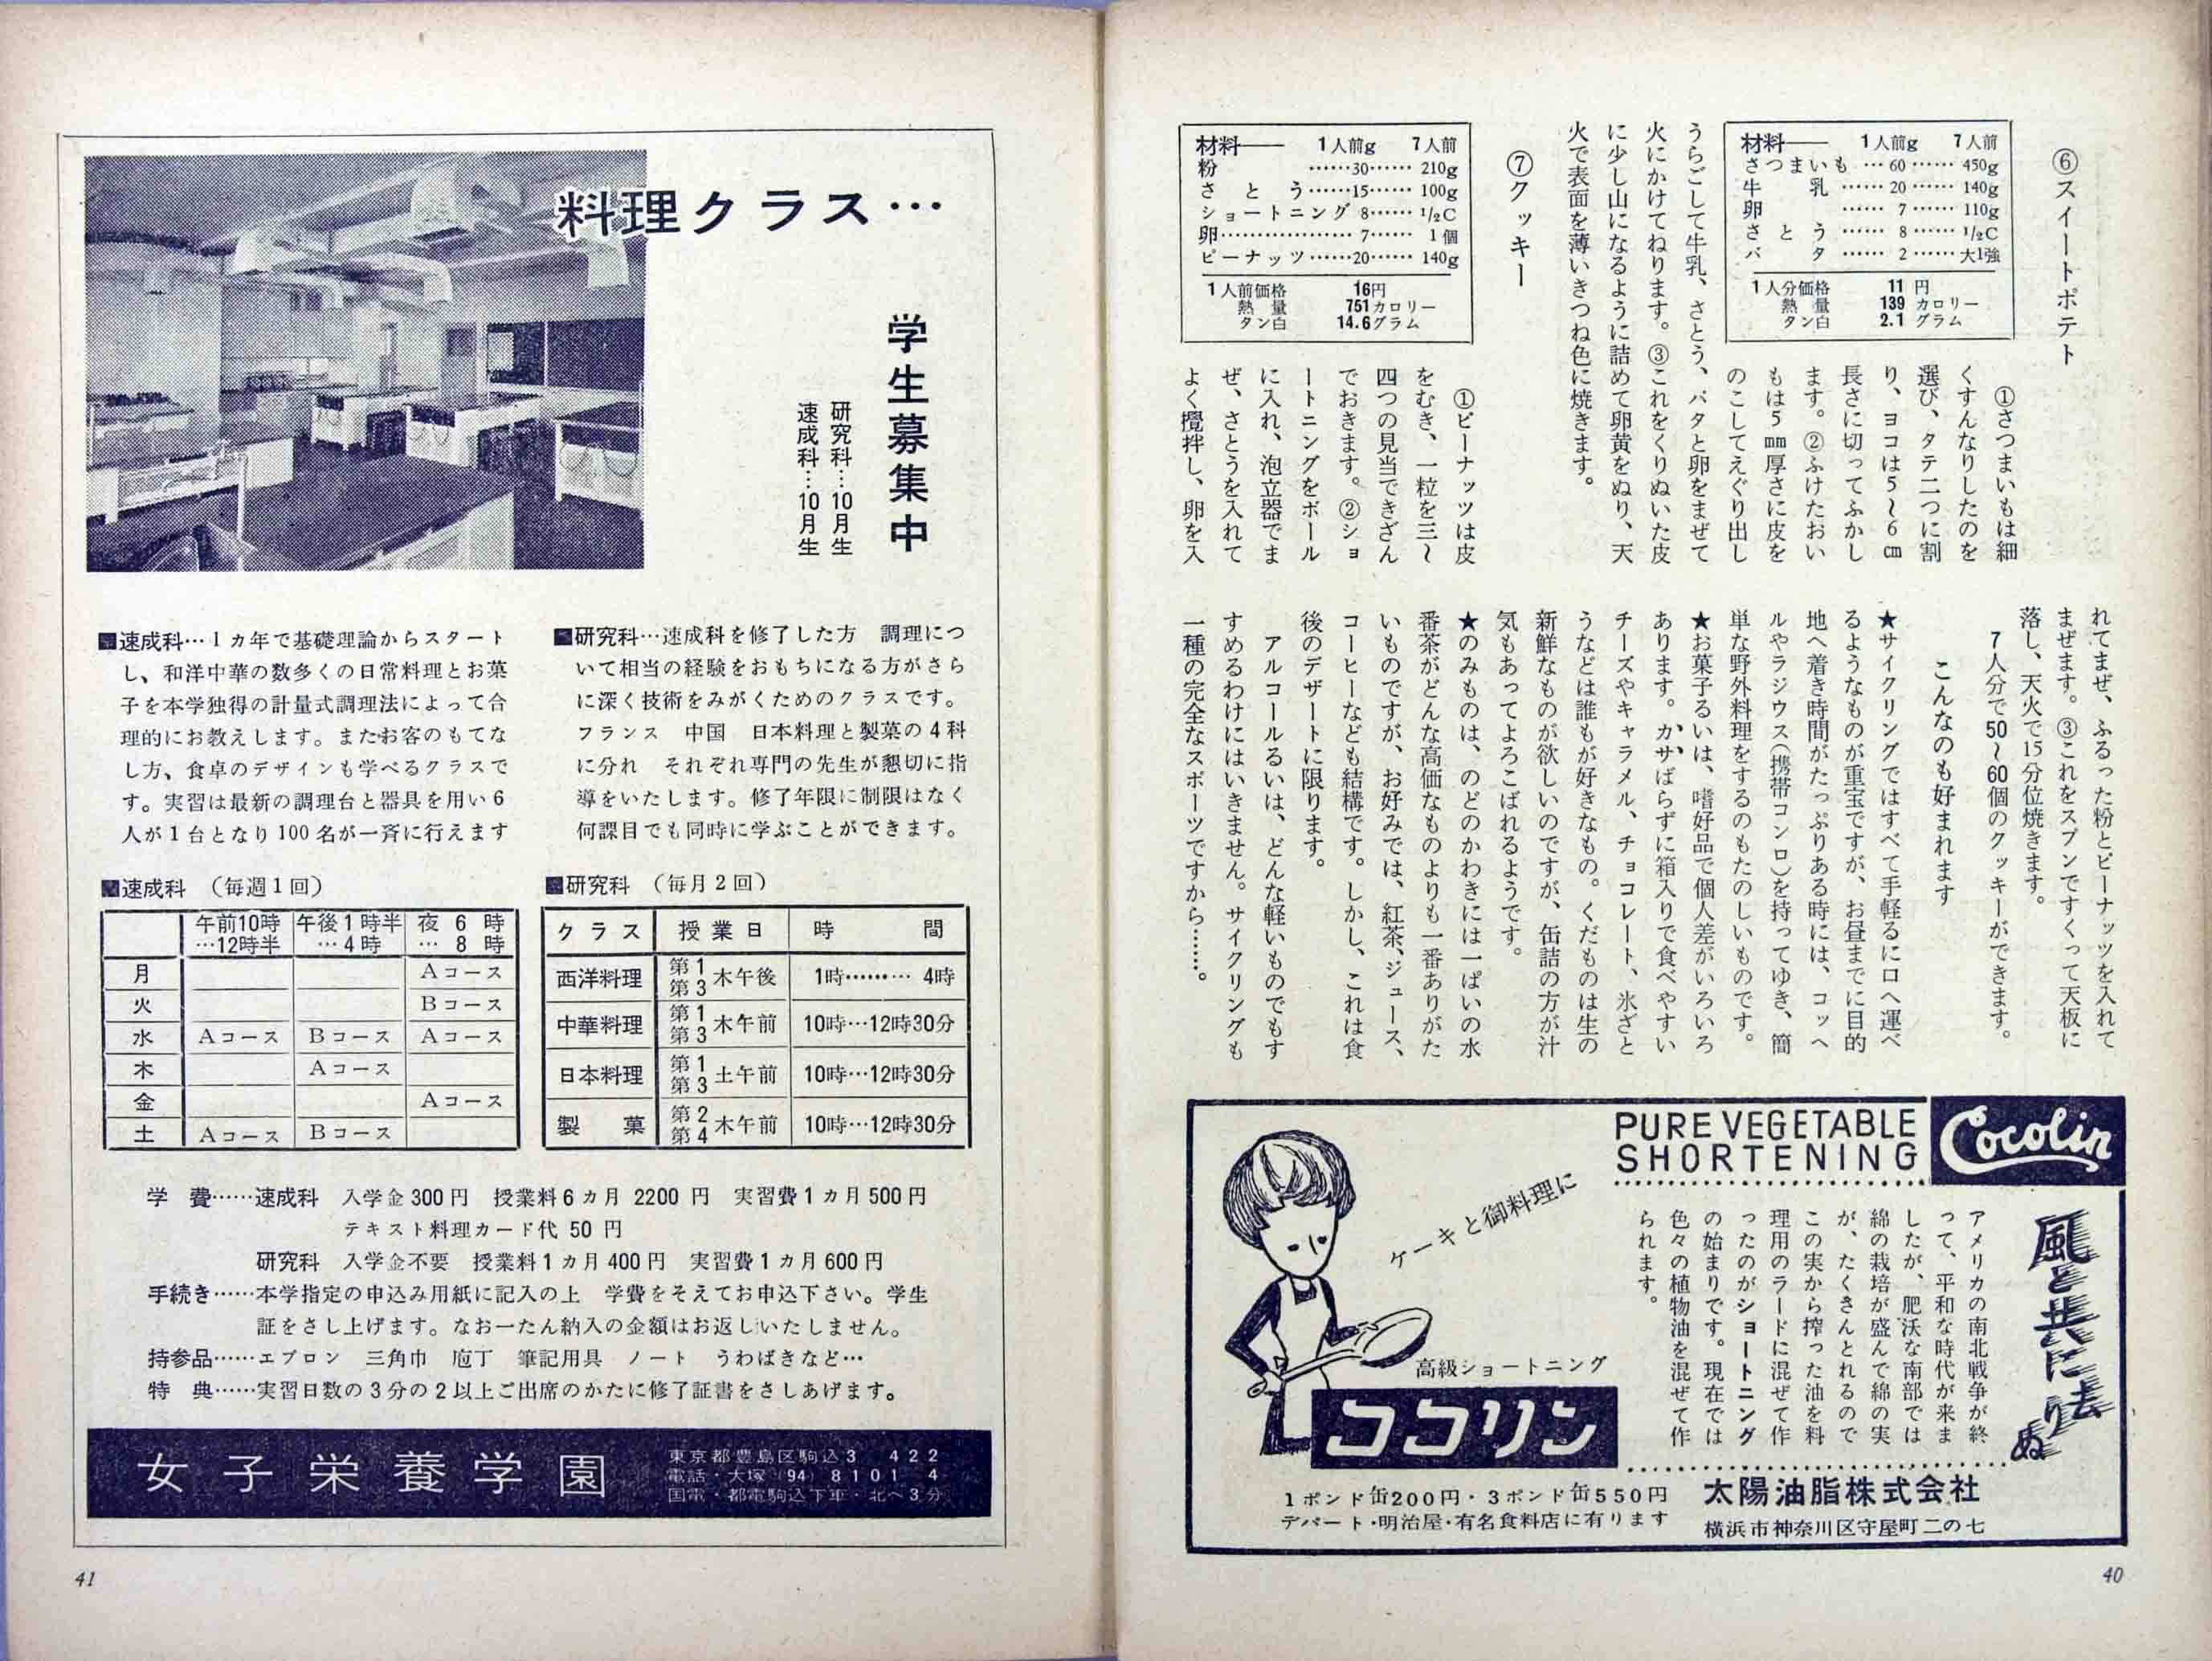 ⑥スイートポテト
材料── 1人前g 7人前
さつまいも …60…… 450g
牛乳 ……20…… 140g
卵 …… 7…… 110g
さとう …… 8…… 1/2C
バタ …… 2…… 大1強
1人分価格 11円
熱量 139カロリー
タン白 2.1グラム
①さつまいもは細
くすんなりしたのを
選び、タテ二つに割
り、ヨコは5〜6㎝
長さに切ってふかし
ます。②ふけたおい
もは5㎜厚さに皮を
のこしてえぐり出し
うらごして牛乳、さとう、バタと卵をまぜて
火にかけてねります。③これをくりぬいた皮
に少し山になるように詰めて卵黄をぬり、天
火で表面を薄いきつね色に焼きます。
⑦クッキー
材料── 1人前g 7人前
粉 ……30…… 210g
さとう……15…… 100g
ショートニング 8…… 1/2C
卵……………… 7…… 1個
ピーナッツ……20…… 140g
1人前価格 16円
熱量 751カロリー
タン白 14.6グラム
①ピーナッツは皮
をむき、一粒を三〜
四つの見当できざん
でおきます。②ショ
ートニングをボール
に入れ、泡立器でま
ぜ、さとうを入れて
よく攪拌し、卵を入
れてまぜ、ふるった粉とピーナッツを入れて
まぜます。③これをスプンですくって天板に
落し、天火で15分位焼きます。
7人分で50〜60個のクッキーができます。
こんなのも好まれます
★サイクリングではすべて手軽るに口へ運べ
るようなものが重宝ですが、お昼までに目的
地へ着き時間がたっぷりある時には、コッヘ
ルやラジウス(携帯コンロ)を持ってゆき、簡
単な野外料理をするのもたのしいものです。
★お菓子るいは、嗜好品で個人差がいろいろ
あります。カサばらずに箱入りで食べやすい
チーズやキャラメル、チョコレート、氷ざと
うなどは誰もが好きなもの。くだものは生の
新鮮なものが欲しいのですが、缶詰の方が汁
気もあってよろこばれるようです。
★のみものは、のどのかわきには一ぱいの水
番茶がどんな高価なものよりも一番ありがた
いものですが、お好みでは、紅茶、ジュース、
コーヒーなども結構です。しかし、これは食
後のデザートに限ります。
アルコールるいは、どんな軽いものでもす
すめるわけにはいきません。サイクリングも
一種の完全なスポーツですから……。
PURE VEGETABLE
SHORTENING
Cocolin
風と共に去りぬ
アメリカの南北戦争が終
って、平和な時代が来ま
したが、肥沃な南部では
綿の栽培が盛んで綿の実
が、たくさんとれるので
この実から搾った油を料
理用のラードに混ぜて作
ったのがショートニング
の始まりです。現在では
色々の植物油を混ぜて作
られます。
ケーキと御料理に
高級ショートニング
ココリン
1ポンド缶200円・3ポンド缶550円
デパート・明治屋・有名食料店に有ります
太陽油脂株式会社
横浜市神奈川区守屋町二の七
40
料理クラス…
学生募集中
研究科…10月生
速成科…10月生
■速成科…1ヵ年で基礎理論からスタート
し、和洋中華の数多くの日常料理とお菓
子を本学独得の計量式調理法によって合
理的にお教えします。またお客のもてな
し方、食卓のデザインも学べるクラスで
す。実習は最新の調理台と器具を用い6
人が1台となり100名が一斉に行えます
■研究科…速成科を修了した方 調理につ
いて相当の経験をおもちになる方がさら
に深く技術をみがくためのクラスです。
フランス 中国 日本料理と製菓の4科
に分れ それぞれ専門の先生が懇切に指
導をいたします。修了年限に制限はなく
何課目でも同時に学ぶことができます。
■速成科 (毎週1回)
午前10時…12時半 午後1時半…4時 夜6時…8時
月 Aコース
火 Bコース
水 Aコース Bコース Aコース
木 Aコース
金 Aコース
土 Aコース Bコース
■研究科 (毎月2回)
クラス 授業日 時間
西洋料理 第1第3木午後 1時………4時
中華料理 第1第3木午前 10時…12時30分
日本料理 第1第3土午前 10時…12時30分
製菓 第2第4木午前 10時…12時30分
学費……速成科 入学金300円 授業料6ヵ月 2200円 実習費1ヵ月500円
テキスト料理カード代 50円
研究科 入学金不要 授業料1ヵ月400円 実習費1ヵ月600円
手続き……本学指定の申込み用紙に記入の上 学費をそえてお申込下さい。学生
証をさし上げます。なお一たん納入の金額はお返しいたしません。
持参品……エプロン 三角巾 庖丁 筆記用具 ノート うわばきなど…
特典……実習日数の3分の2以上ご出席のかたに修了証書をさしあげます。
女子栄養学園
東京都豊島区駒込3 422
電話・大塚(94)8101 4
国電・都電駒込下車・北へ3分
41